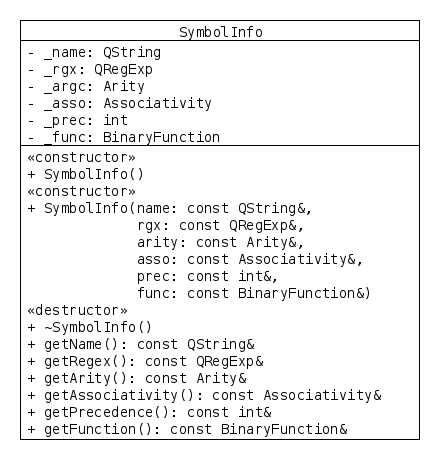 SymbolInfo
- _name: QString
- _rgx: QRegExp
- _argc: Arity
- _asso: Associativity
- _prec: int
- _func: BinaryFunction
«constructor»
+ SymbolInfo()
«constructor»
+ SymbolInfo(name: const QString&,
rgx: const QRegExp&,
arity: const Arity&,
asso: const Associativity&,
prec: const int&,
func: const BinaryFunction&)
«destructor»
+ ~SymbolInfo()
+ getName(): const QString&
+ getRegex(): const QRegExp&
+ getArity(): const Arity&
+ getAssociativity(): const Associativity&
+ getPrecedence(): const int&
+ getFunction(): const BinaryFunction&